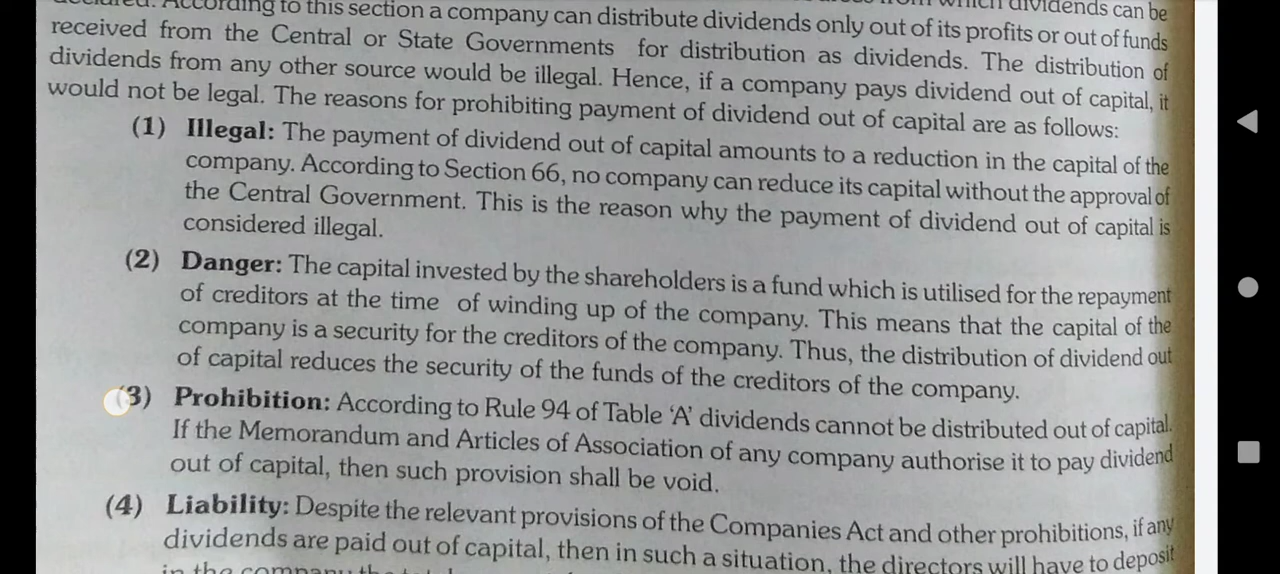 According to this section a company can distribute dividends only out of its profits or out of funds
received from the Central or State Governments for distribution as dividends. The distribution of
dividends from any other source would be illegal. Hence, if a company pays dividend out of capital, it
would not be legal. The reasons for prohibiting payment of dividend out of capital are as follows:
(1) Illegal: The payment of dividend out of capital amounts to a reduction in the capital of the
company. According to Section 66, no company can reduce its capital without the approval of
the Central Government. This is the reason why the payment of dividend out of capital is
considered illegal.
(2) Danger: The capital invested by the shareholders is a fund which is utilised for the repayment
of creditors at the time of winding up of the company. This means that the capital of the
company is a security for the creditors of the company. Thus, the distribution of dividend out
of capital reduces the security of the funds of the creditors of the company.
(3) Prohibition: According to Rule 94 of Table 'A' dividends cannot be distributed out of capital.
If the Memorandum and Articles of Association of any company authorise it to pay dividend
out of capital, then such provision shall be void.
(4) Liability: Despite the relevant provisions of the Companies Act and other prohibitions, if any
dividends are paid out of capital, then in such a situation, the directors will have to deposit